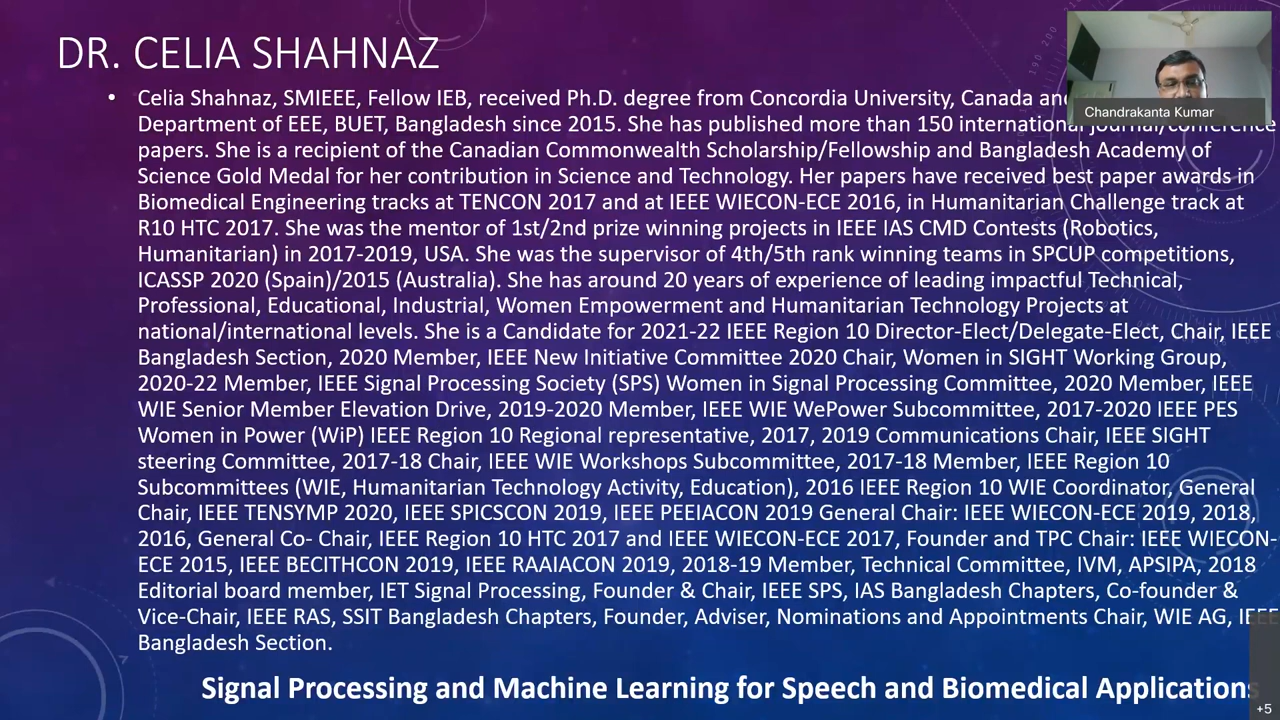 DR. CELIA SHAHNAZ
• Celia Shahnaz, SMIEEE, Fellow IEB, received Ph.D. degree from Concordia University, Canada and
Chandrakanta Kumar
Department of EEE, BUET, Bangladesh since 2015. She has published more than 150 international journal/conference
papers. She is a recipient of the Canadian Commonwealth Scholarship/Fellowship and Bangladesh Academy of
Science Gold Medal for her contribution in Science and Technology. Her papers have received best paper awards in
Biomedical Engineering tracks at TENCON 2017 and at IEEE WIECON-ECE 2016, in Humanitarian Challenge track at
R10 HTC 2017. She was the mentor of 1st/2nd prize winning projects in IEEE IAS CMD Contests (Robotics,
Humanitarian) in 2017-2019, USA. She was the supervisor of 4th/5th rank winning teams in SPCUP competitions,
ICASSP 2020 (Spain)/2015 (Australia). She has around 20 years of experience of leading impactful Technical,
Professional, Educational, Industrial, Women Empowerment and Humanitarian Technology Projects at
national/international levels. She is a Candidate for 2021-22 IEEE Region 10 Director-Elect/Delegate-Elect, Chair, IEEE
Bangladesh Section, 2020 Member, IEEE New Initiative Committee 2020 Chair, Women in SIGHT Working Group,
2020-22 Member, IEEE Signal Processing Society (SPS) Women in Signal Processing Committee, 2020 Member, IEEE
WIE Senior Member Elevation Drive, 2019-2020 Member, IEEE WIE WePower Subcommittee, 2017-2020 IEEE PES
Women in Power (WiP) IEEE Region 10 Regional representative, 2017, 2019 Communications Chair, IEEE SIGHT
steering Committee, 2017-18 Chair, IEEE WIE Workshops Subcommittee, 2017-18 Member, IEEE Region 10
Subcommittees (WIE, Humanitarian Technology Activity, Education), 2016 IEEE Region 10 WIE Coordinator, General
Chair, IEEE TENSYMP 2020, IEEE SPICSCON 2019, IEEE PEEIACON 2019 General Chair: IEEE WIECON-ECE 2019, 2018,
2016, General Co- Chair, IEEE Region 10 HTC 2017 and IEEE WIECON-ECE 2017, Founder and TPC Chair: IEEE WIECON-
ECE 2015, IEEE BECITHCON 2019, IEEE RAAIACON 2019, 2018-19 Member, Technical Committee, IVM, APSIPA, 2018
Editorial board member, IET Signal Processing, Founder & Chair, IEEE SPS, IAS Bangladesh Chapters, Co-founder &
Vice-Chair, IEEE RAS, SSIT Bangladesh Chapters, Founder, Adviser, Nominations and Appointments Chair, WIE AG, IEEE
Bangladesh Section.
Signal Processing and Machine Learning for Speech and Biomedical Applications
+5